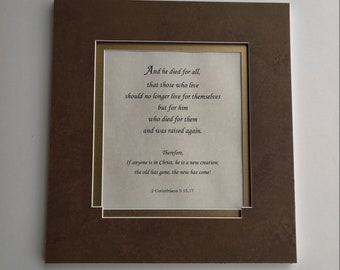 And he died for all,
that those who live
should no longer live for themselves
but for him
who died for them
and was raised again.
Therefore,
If anyone is in Christ, he is a new creation;
the old has gone, the new has come!
2 Corinthians 5:15,17